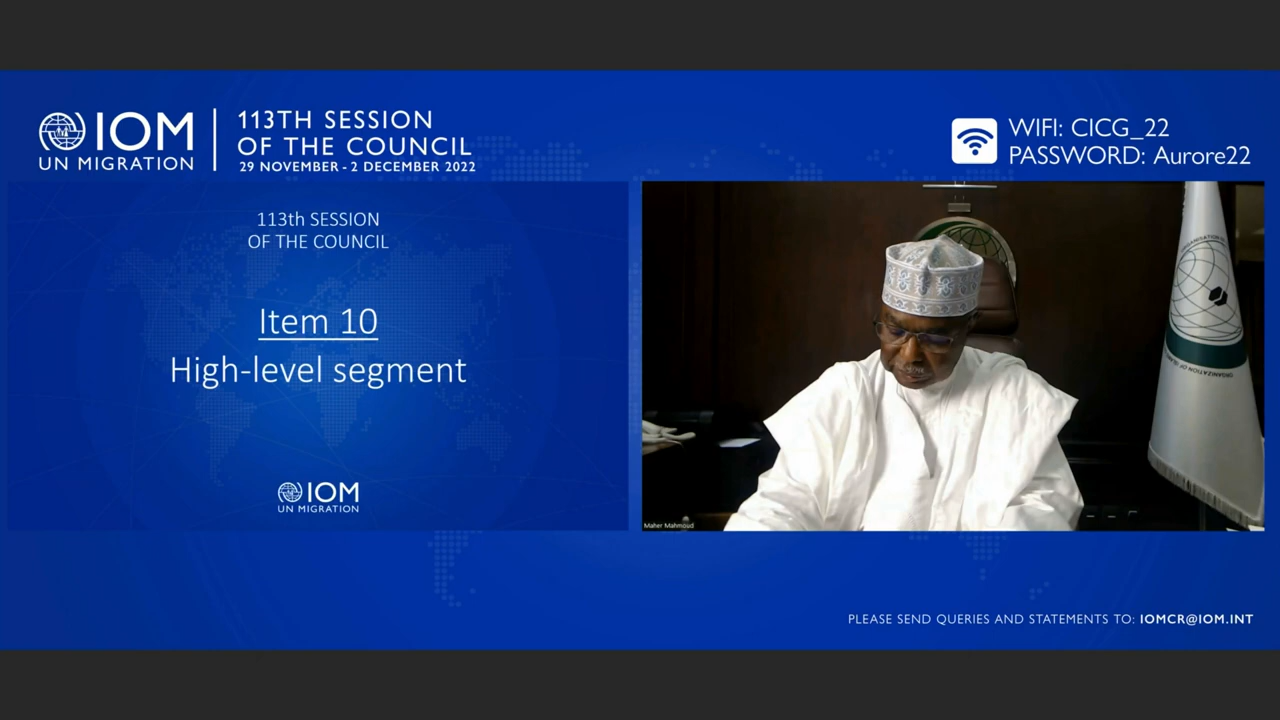 IOM
UN MIGRATION
113TH SESSION
OF THE COUNCIL
29 NOVEMBER - 2 DECEMBER 2022
WIFI: CICG_22
PASSWORD: Aurore22
113th SESSION
OF THE COUNCIL
Item 10
High-level segment
IOM
UN MIGRATION
Maher Mahmoud
PLEASE SEND QUERIES AND STATEMENTS TO: IOMCR@IOM.INT